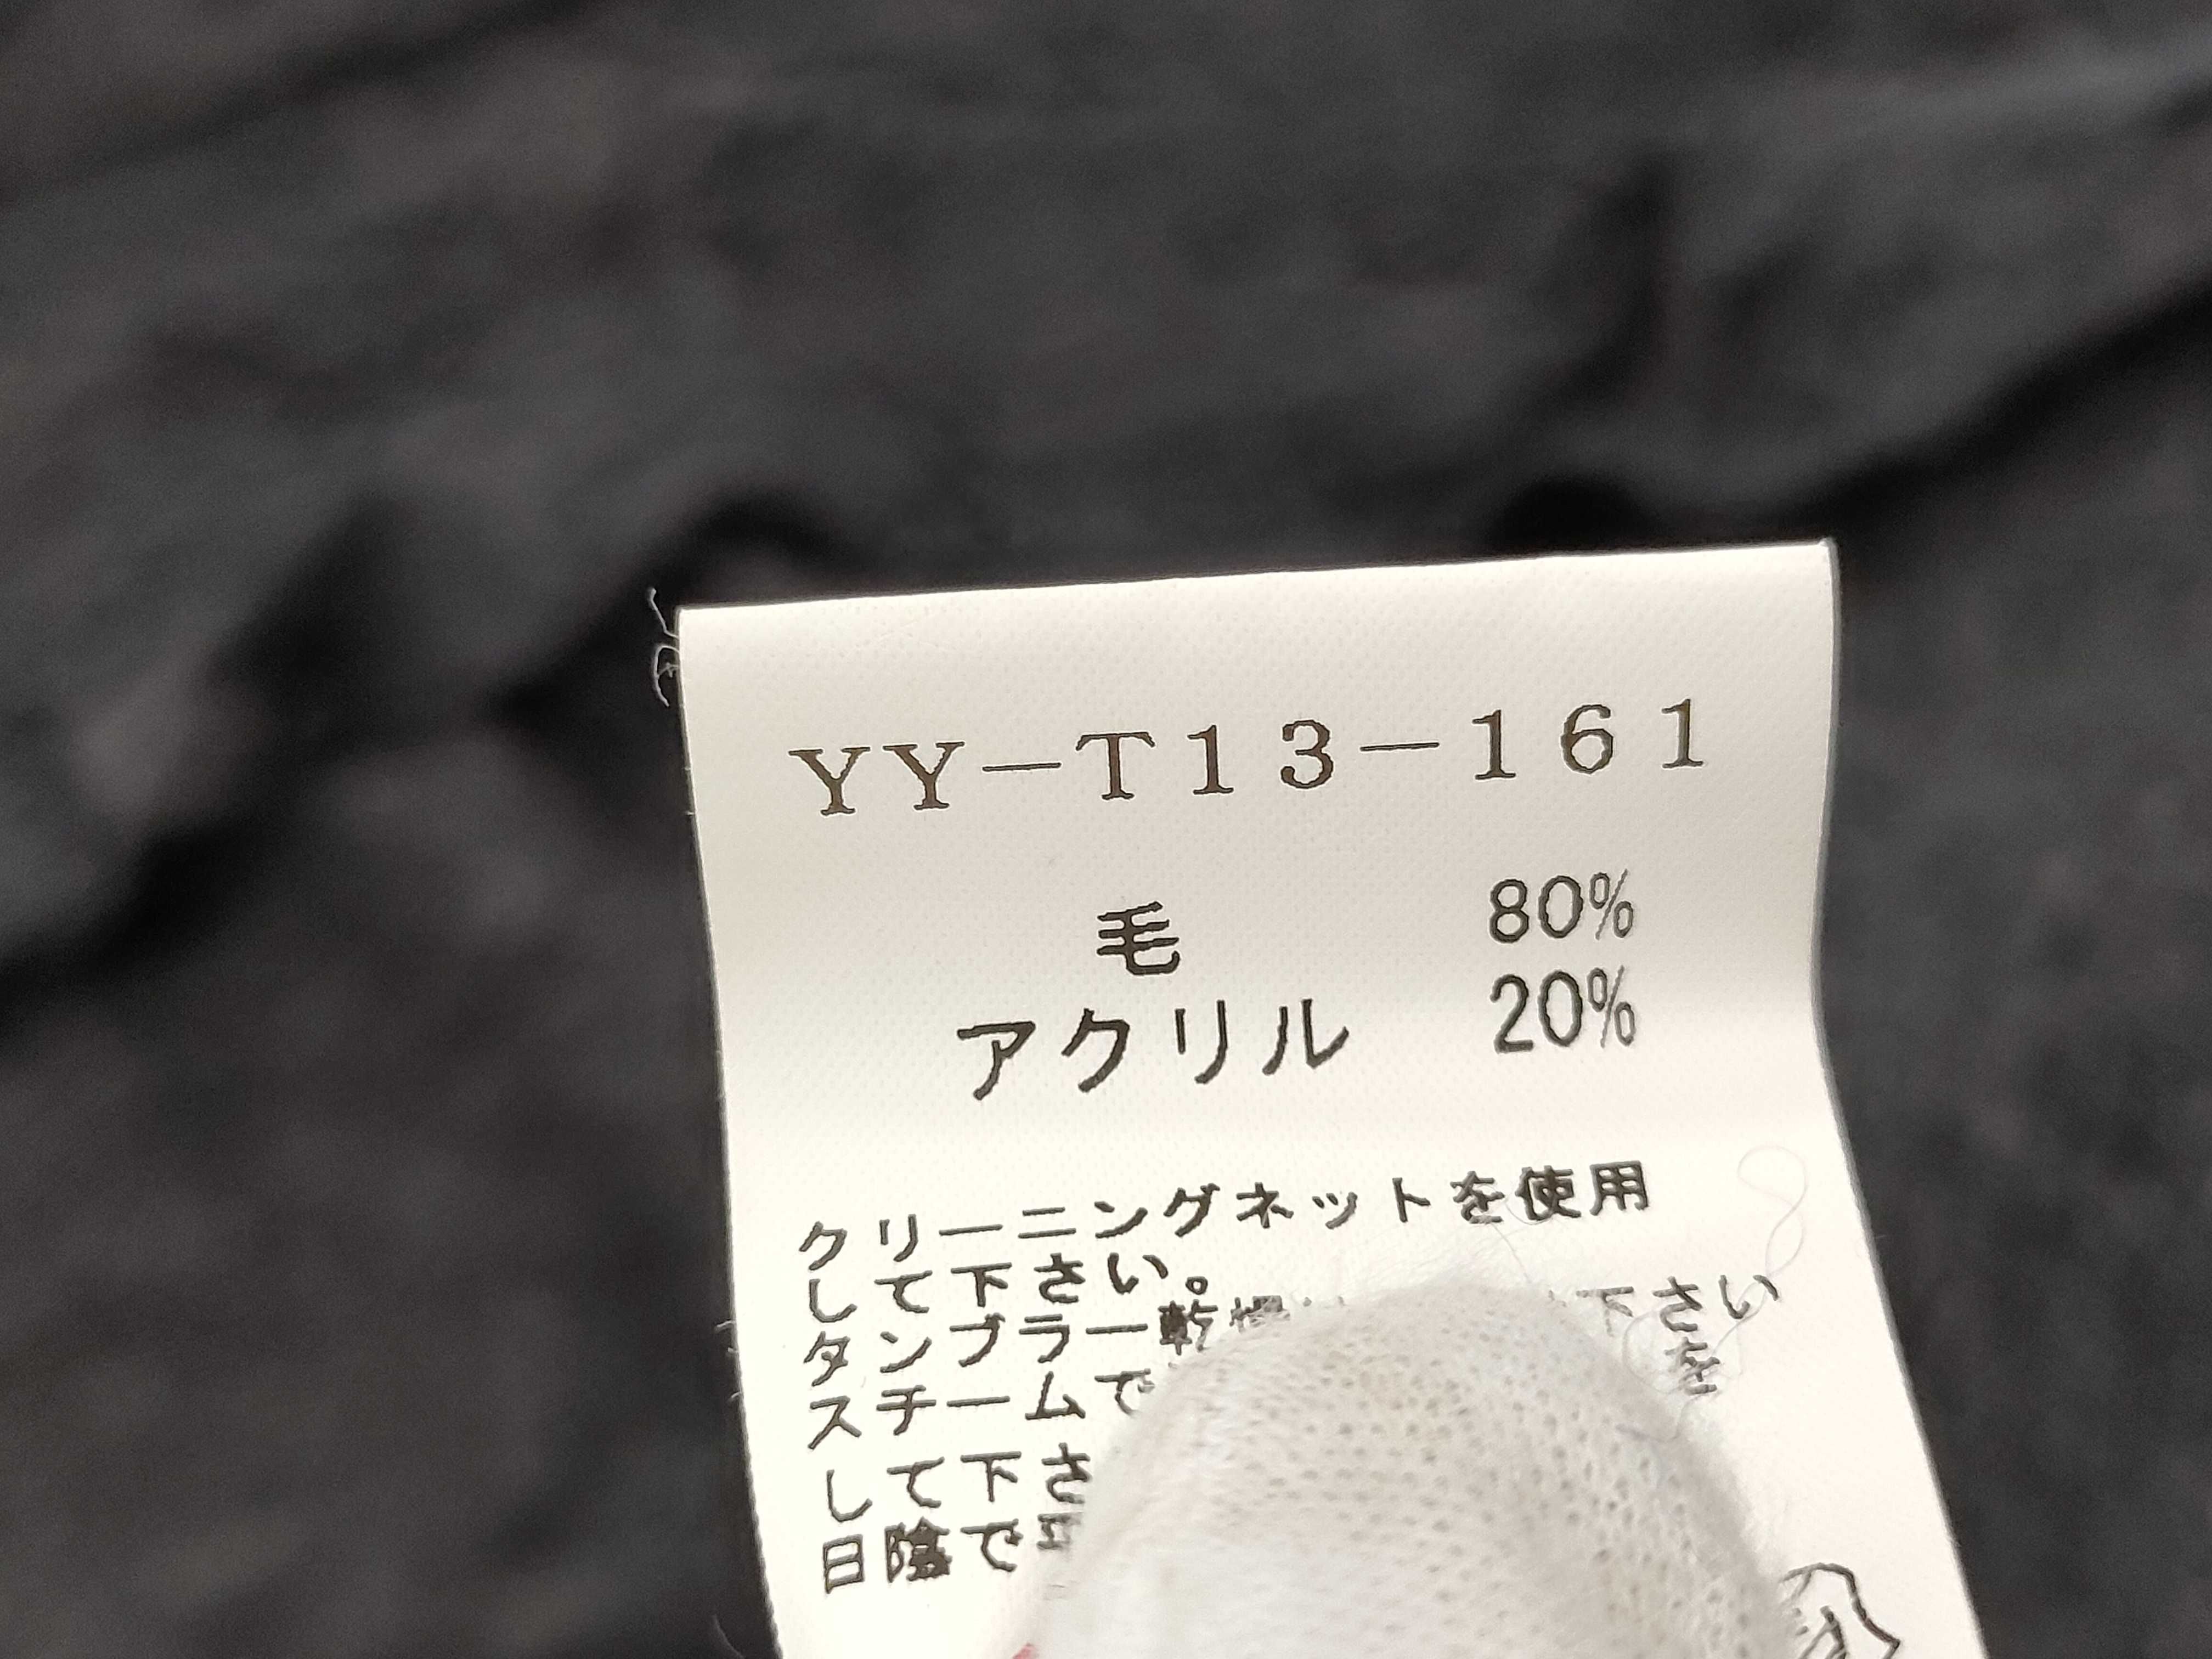 YY-T13-161
毛 80%
アクリル 20%
クリーニングネットを使用
して下さい。
タンブラー乾燥 下さい
スチームで を
して下さ
日陰で